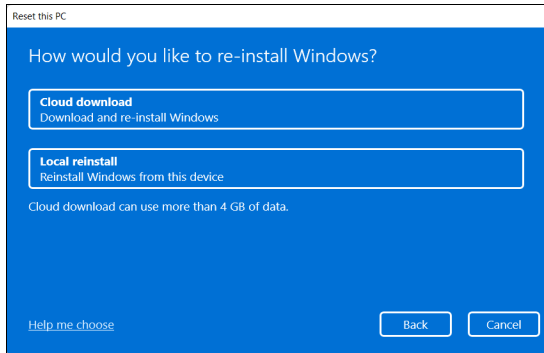 Reset this PC
How would you like to re-install Windows?
Cloud download
Download and re-install Windows
Local reinstall
Reinstall Windows from this device
Cloud download can use more than 4 GB of data.
Help me choose
Back
Cancel